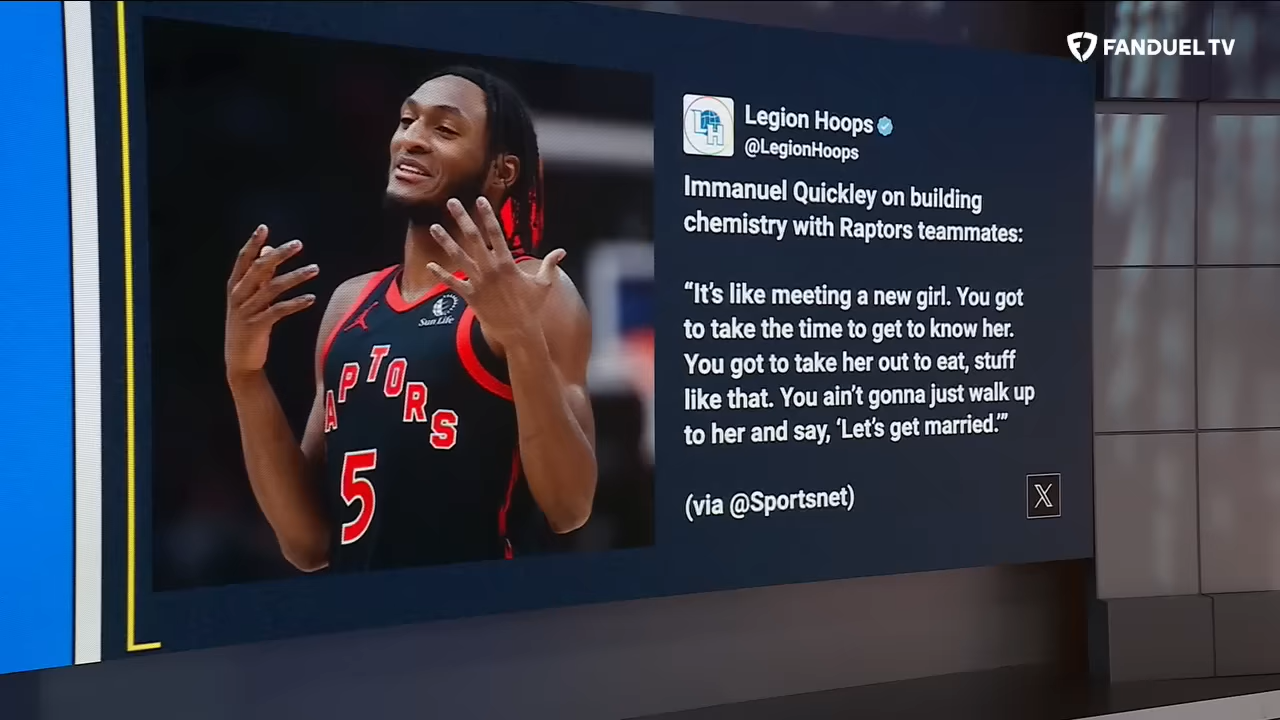 FANDUEL TV
Legion Hoops
@LegionHoops
Immanuel Quickley on building
chemistry with Raptors teammates:
“It’s like meeting a new girl. You got
to take the time to get to know her.
You got to take her out to eat, stuff
like that. You ain’t gonna just walk up
to her and say, ‘Let’s get married.’”
(via @Sportsnet)
X
LH
Sun Life
APTORS
5